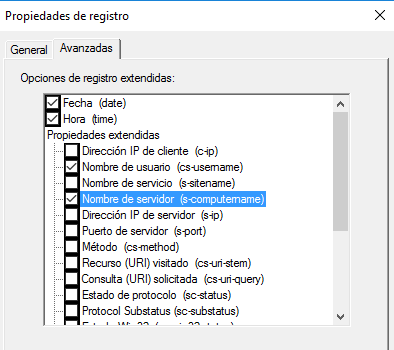 Propiedades de registro
General
Avanzadas
Opciones de registro extendidas:
Fecha (date)
Hora (time)
Propiedades extendidas
Dirección IP de cliente (c-ip)
Nombre de usuario (cs-username)
Nombre de servicio (s-sitename)
Nombre de servidor (s-computername)
Dirección IP de servidor (s-ip)
Puerto de servidor (s-port)
Método (cs-method)
Recurso (URI) visitado (cs-uri-stem)
Consulta (URI) solicitada (cs-uri-query)
Estado de protocolo (sc-status)
Protocol Substatus (sc-substatus)